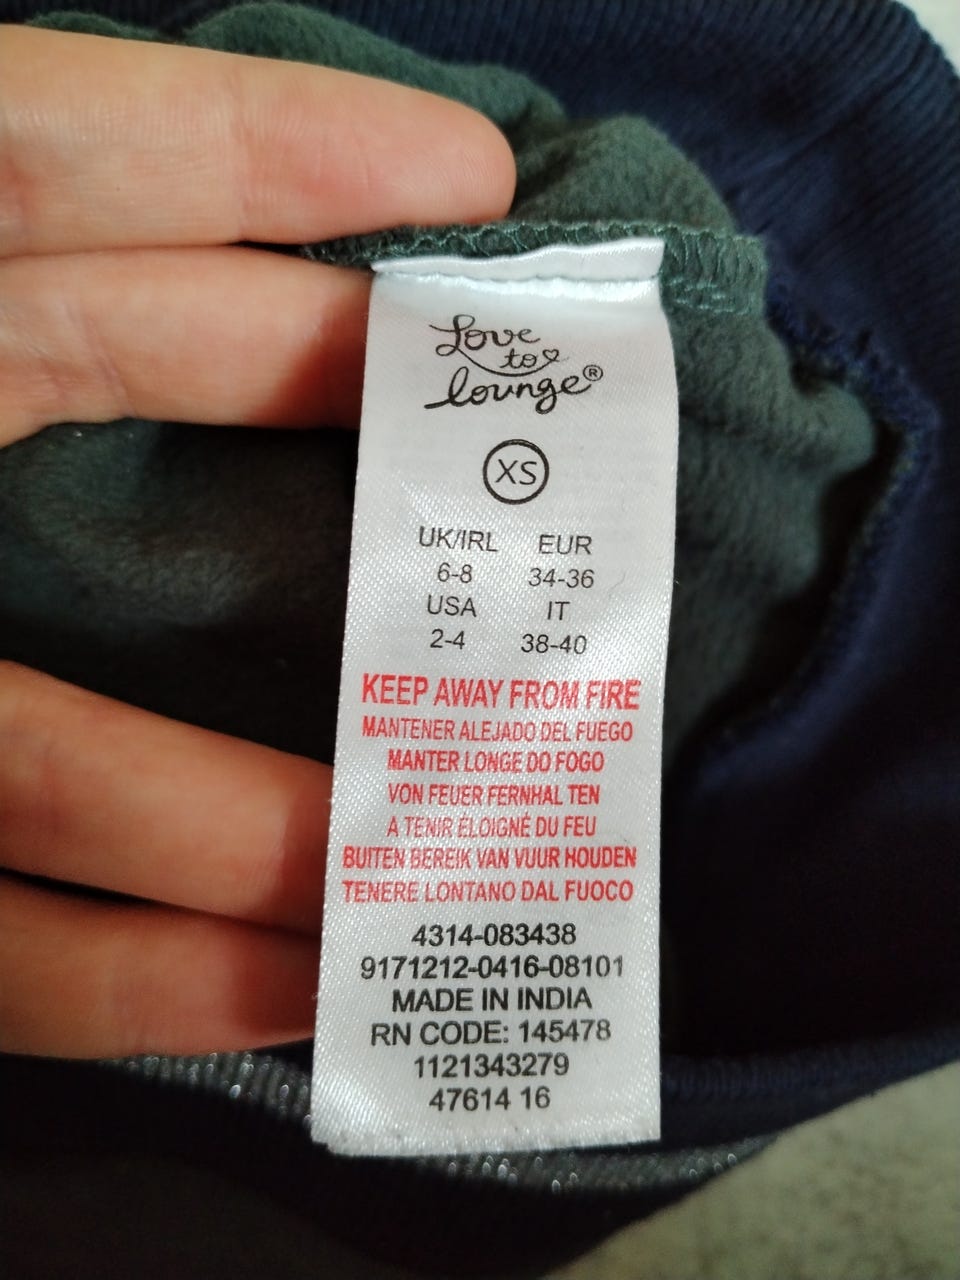 Love
to
lounge®
XS
UK/IRL EUR
6-8 34-36
USA IT
2-4 38-40
KEEP AWAY FROM FIRE
MANTENER ALEJADO DEL FUEGO
MANTER LONGE DO FOGO
VON FEUER FERNHAL TEN
A TENIR ÉLOIGNÉ DU FEU
BUITEN BEREIK VAN VUUR HOUDEN
TENERE LONTANO DAL FUOCO
4314-083438
9171212-0416-08101
MADE IN INDIA
RN CODE: 145478
1121343279
47614 16